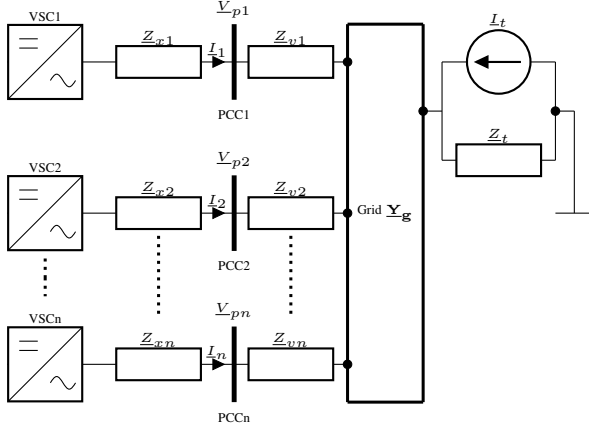 VSC1
Z_x1
I_1
V_p1
PCC1
Z_v1
I_t
Z_t
VSC2
Z_x2
I_2
V_p2
PCC2
Z_v2
Grid Y_g
VSCn
Z_xn
I_n
V_pn
PCCn
Z_vn